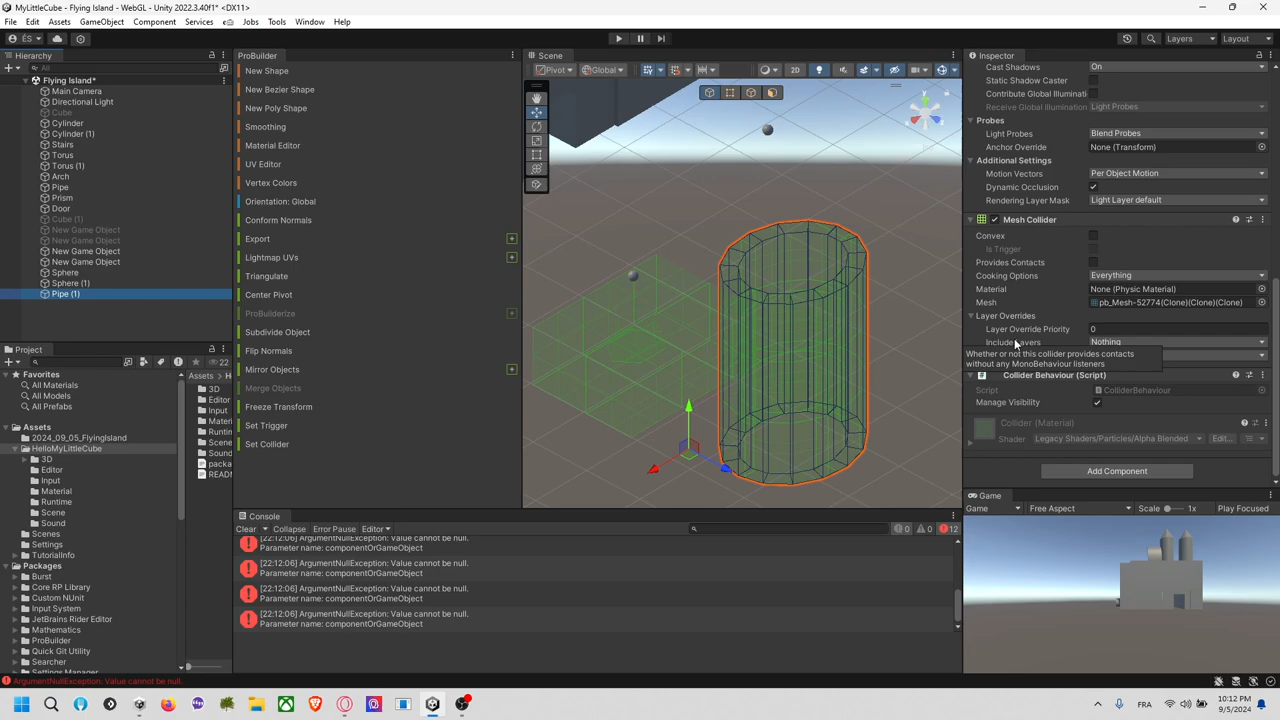 MyLittleCube - Flying Island - WebGL - Unity 2022.3.40f1* <DX11>
File Edit Assets GameObject Component Services Jobs Tools Window Help
ÉS
Layers Layout
Hierarchy
All
Flying Island*
Main Camera
Directional Light
Cube
Cylinder
Cylinder (1)
Stairs
Torus
Torus (1)
Arch
Pipe
Prism
Door
Cube (1)
New Game Object
New Game Object
New Game Object
New Game Object
Sphere
Sphere (1)
Pipe (1)
Project
22
Favorites
All Materials
All Models
All Prefabs
Assets
2024_09_05_FlyingIsland
HelloMyLittleCube
3D
Editor
Input
Material
Runtime
Scene
Sound
Scenes
Settings
TutorialInfo
Packages
Burst
Core RP Library
Custom NUnit
Input System
JetBrains Rider Editor
Mathematics
ProBuilder
Quick Git Utility
Searcher
Settings Manager
Assets > H
3D
Editor
Input
Materi
Runtim
Scene
Sound
packa
READM
ProBuilder
New Shape
New Bezier Shape
New Poly Shape
Smoothing
Material Editor
UV Editor
Vertex Colors
Orientation: Global
Conform Normals
Export
Lightmap UVs
Triangulate
Center Pivot
ProBuilderize
Subdivide Object
Flip Normals
Mirror Objects
Merge Objects
Freeze Transform
Set Trigger
Set Collider
Scene
Pivot Global 2D
y
Console
Clear Collapse Error Pause Editor
0 0 12
[22:12:06] ArgumentNullException: Value cannot be null.
Parameter name: componentOrGameObject
[22:12:06] ArgumentNullException: Value cannot be null.
Parameter name: componentOrGameObject
[22:12:06] ArgumentNullException: Value cannot be null.
Parameter name: componentOrGameObject
[22:12:06] ArgumentNullException: Value cannot be null.
Parameter name: componentOrGameObject
Inspector
Cast Shadows On
Static Shadow Caster
Contribute Global Illuminati
Receive Global Illumination Light Probes
Probes
Light Probes Blend Probes
Anchor Override None (Transform)
Additional Settings
Motion Vectors Per Object Motion
Dynamic Occlusion
Rendering Layer Mask Light Layer default
Mesh Collider
Convex
Is Trigger
Provides Contacts
Cooking Options Everything
Material None (Physic Material)
Mesh pb_Mesh-52774(Clone)(Clone)(Clone)
Layer Overrides
Layer Override Priority 0
Include Layers Nothing
Whether or not this collider provides contacts
without any MonoBehaviour listeners
Collider Behaviour (Script)
Script ColliderBehaviour
Manage Visibility
Collider (Material)
Shader Legacy Shaders/Particles/Alpha Blended Edit...
Add Component
Game
Game Free Aspect Scale 1x Play Focused
ArgumentNullException: Value cannot be null.
FRA
10:12 PM
9/5/2024